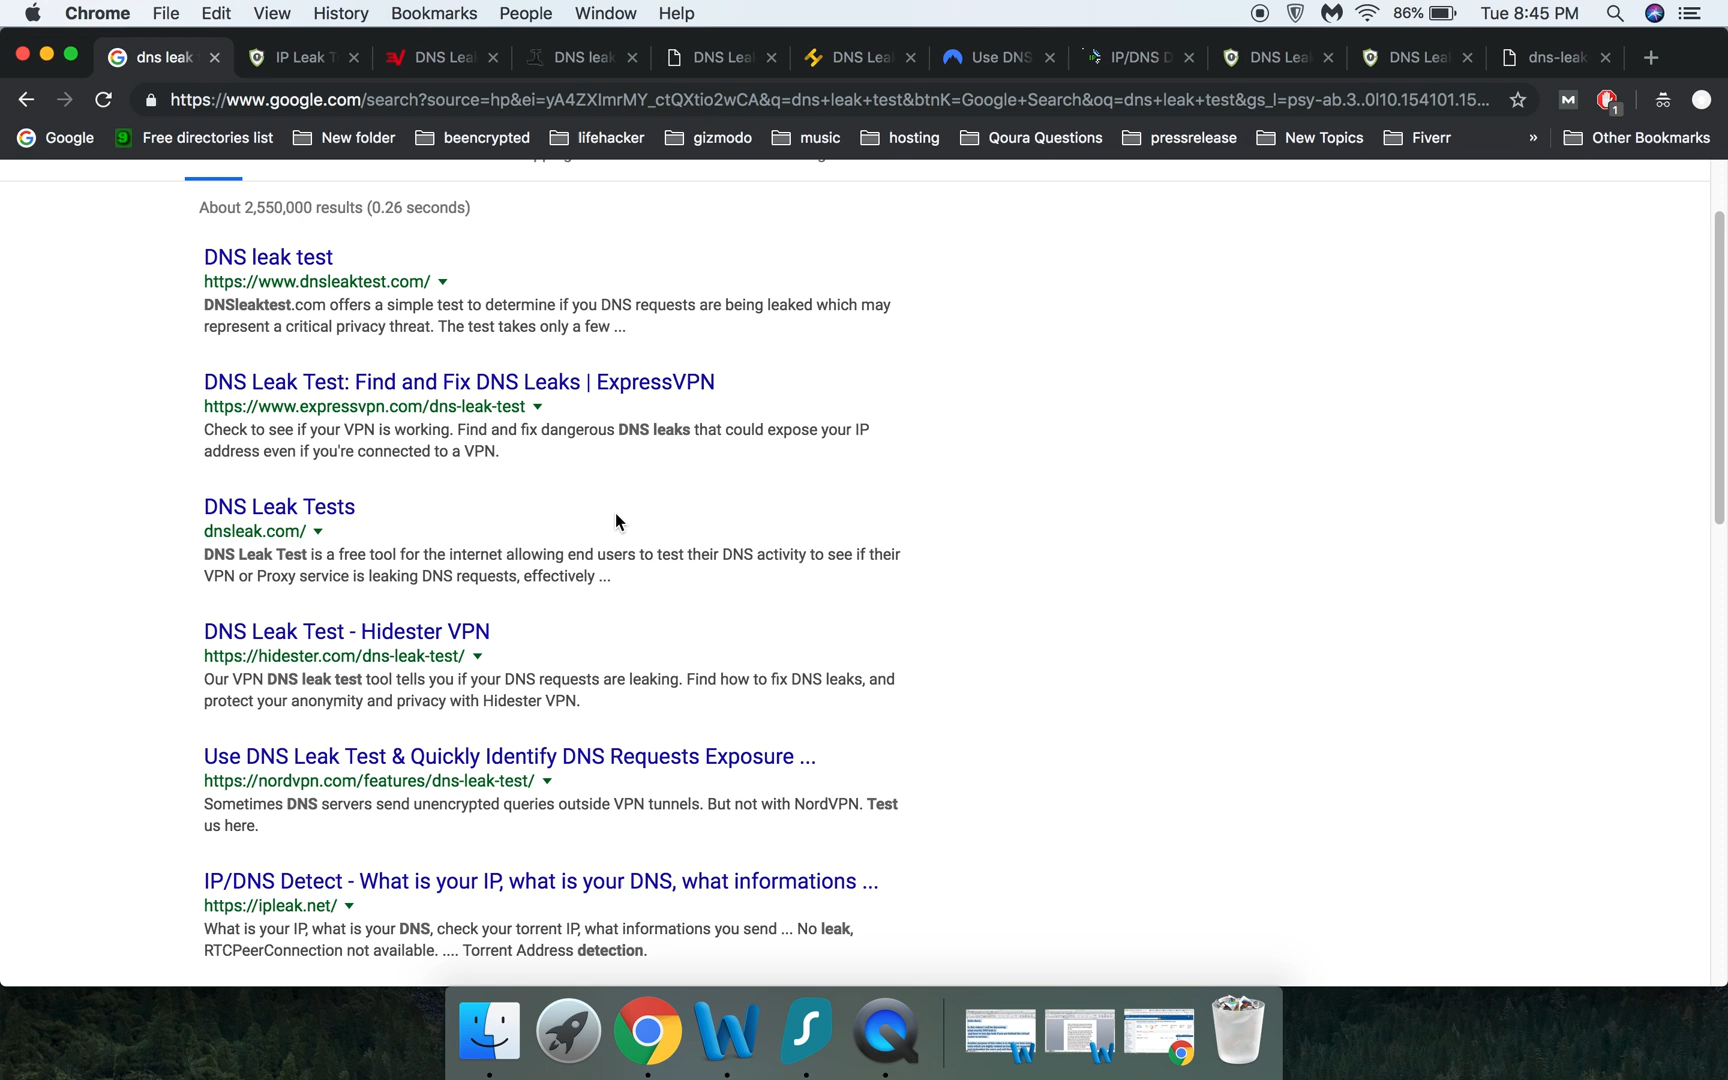 Chrome File Edit View History Bookmarks People Window Help 86% Tue 8:45 PM
dns leak IP Leak T DNS Lea DNS leak DNS Lea DNS Lea Use DNS IP/DNS D DNS Lea DNS Lea dns-leak
https://www.google.com/search?source=hp&ei=yA4ZXImrMY_ctQXtio2wCA&q=dns+leak+test&btnK=Google+Search&oq=dns+leak+test&gs_l=psy-ab.3..0l10.154101.15... M 1
Google 9 Free directories list New folder beencrypted lifehacker gizmodo music hosting Qoura Questions pressrelease New Topics Fiverr » Other Bookmarks
About 2,550,000 results (0.26 seconds)
DNS leak test
https://www.dnsleaktest.com/
DNSleaktest.com offers a simple test to determine if you DNS requests are being leaked which may
represent a critical privacy threat. The test takes only a few ...
DNS Leak Test: Find and Fix DNS Leaks | ExpressVPN
https://www.expressvpn.com/dns-leak-test
Check to see if your VPN is working. Find and fix dangerous DNS leaks that could expose your IP
address even if you're connected to a VPN.
DNS Leak Tests
dnsleak.com/
DNS Leak Test is a free tool for the internet allowing end users to test their DNS activity to see if their
VPN or Proxy service is leaking DNS requests, effectively ...
DNS Leak Test - Hidester VPN
https://hidester.com/dns-leak-test/
Our VPN DNS leak test tool tells you if your DNS requests are leaking. Find how to fix DNS leaks, and
protect your anonymity and privacy with Hidester VPN.
Use DNS Leak Test & Quickly Identify DNS Requests Exposure ...
https://nordvpn.com/features/dns-leak-test/
Sometimes DNS servers send unencrypted queries outside VPN tunnels. But not with NordVPN. Test
us here.
IP/DNS Detect - What is your IP, what is your DNS, what informations ...
https://ipleak.net/
What is your IP, what is your DNS, check your torrent IP, what informations you send ... No leak,
RTCPeerConnection not available. .... Torrent Address detection.